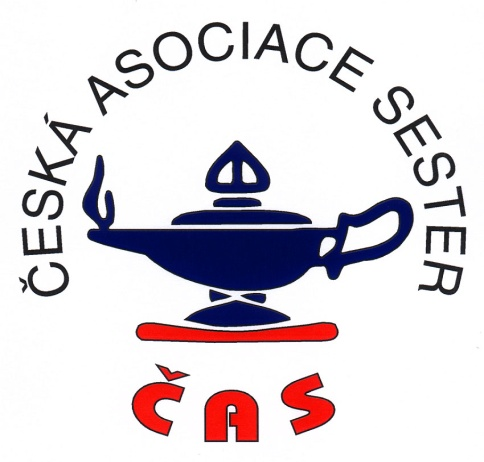 ČESKÁ ASOCIACE SESTER
ČAS